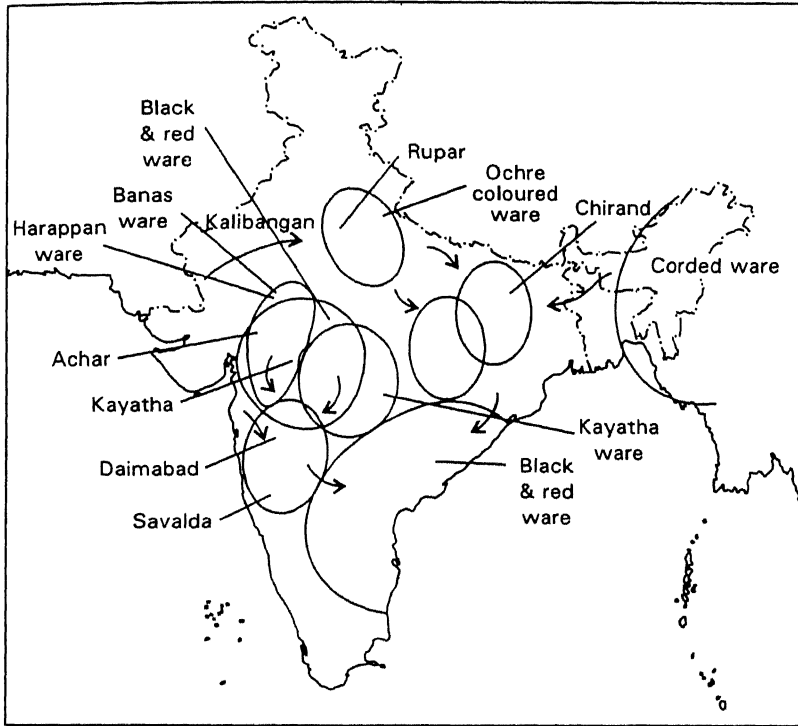 Black
& red
ware
Rupar
Ochre
coloured
ware
Banas
ware
Kalibangan
Chirand
Harappan
ware
Corded ware
Achar
Kayatha
Kayatha
ware
Daimabad
Black
& red
ware
Savalda